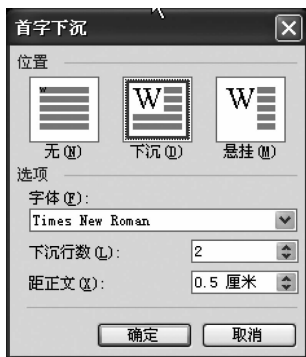 首字下沉
位置
W
W
W
无(N)
下沉(D)
悬挂(M)
选项
字体(F):
Times New Roman
下沉行数(L):
2
距正文(X):
0.5 厘米
确定
取消